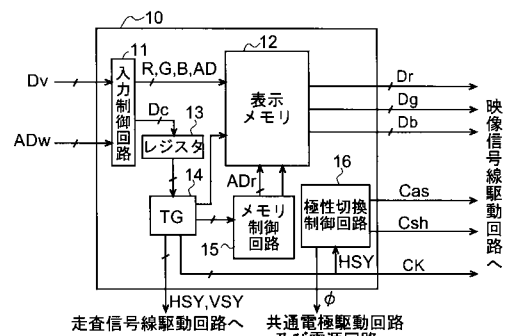 10
11
12
R,G,B,AD
Dv
Dr
入力制御回路
表示メモリ
Dg
Dc
13
Db
ADw
レジスタ
映像信号線駆動回路へ
14
ADr
16
TG
メモリ制御回路
15
極性切換制御回路
Cas
Csh
HSY
CK
HSY,VSY
φ
走査信号線駆動回路へ
共通電極駆動回路